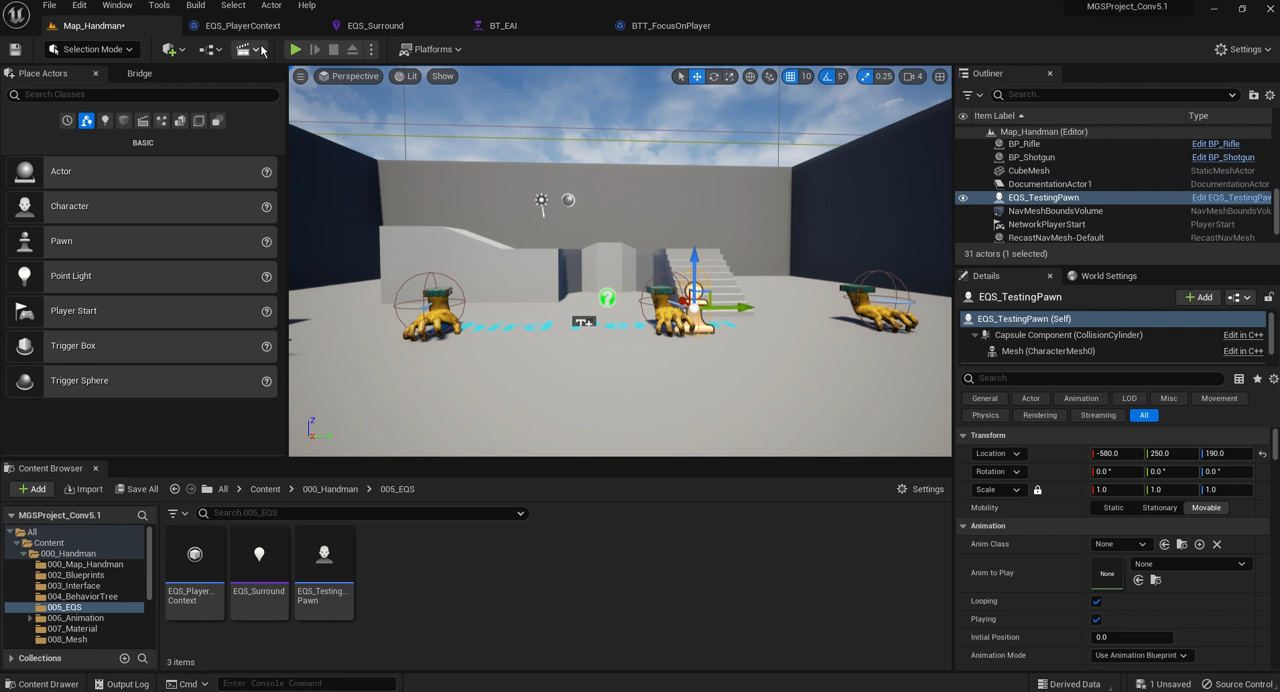 File Edit Window Tools Build Select Actor Help
MGSProject_Conv5.1
Map_Handman•
EQS_PlayerContext
EQS_Surround
BT_EAI
BTT_FocusOnPlayer
Selection Mode
Platforms
Settings
Place Actors
Bridge
Search Classes
BASIC
Actor
Character
Pawn
Point Light
Player Start
Trigger Box
Trigger Sphere
Perspective Lit Show
10 5° 0.25 4
Z
Outliner
Search...
Item Label Type
Map_Handman (Editor)
BP_Rifle Edit BP_Rifle
BP_Shotgun Edit BP_Shotgun
CubeMesh StaticMeshActor
DocumentationActor1 DocumentationActor
EQS_TestingPawn Edit EQS_TestingPaw
NavMeshBoundsVolume NavMeshBoundsVolu
NetworkPlayerStart PlayerStart
RecastNavMesh-Default RecastNavMesh
31 actors (1 selected)
Details
World Settings
EQS_TestingPawn
+ Add
EQS_TestingPawn (Self)
Capsule Component (CollisionCylinder) Edit in C++
Mesh (CharacterMesh0) Edit in C++
Search
General Actor Animation LOD Misc Movement
Physics Rendering Streaming All
Transform
Location -580.0 250.0 190.0
Rotation 0.0 ° 0.0 ° 0.0 °
Scale 1.0 1.0 1.0
Mobility Static Stationary Movable
Animation
Anim Class None
Anim to Play None None
Looping
Playing
Initial Position 0.0
Animation Mode Use Animation Blueprint
Content Browser
+ Add Import Save All All > Content > 000_Handman > 005_EQS Settings
MGSProject_Conv5.1
All
Content
000_Handman
000_Map_Handman
002_Blueprints
003_Interface
004_BehaviorTree
005_EQS
006_Animation
007_Material
008_Mesh
Collections
Search 005_EQS
EQS_Player
Context
EQS_Surround
EQS_Testing...
Pawn
3 items
Content Drawer Output Log Cmd Enter Console Command
Derived Data 1 Unsaved Source Control